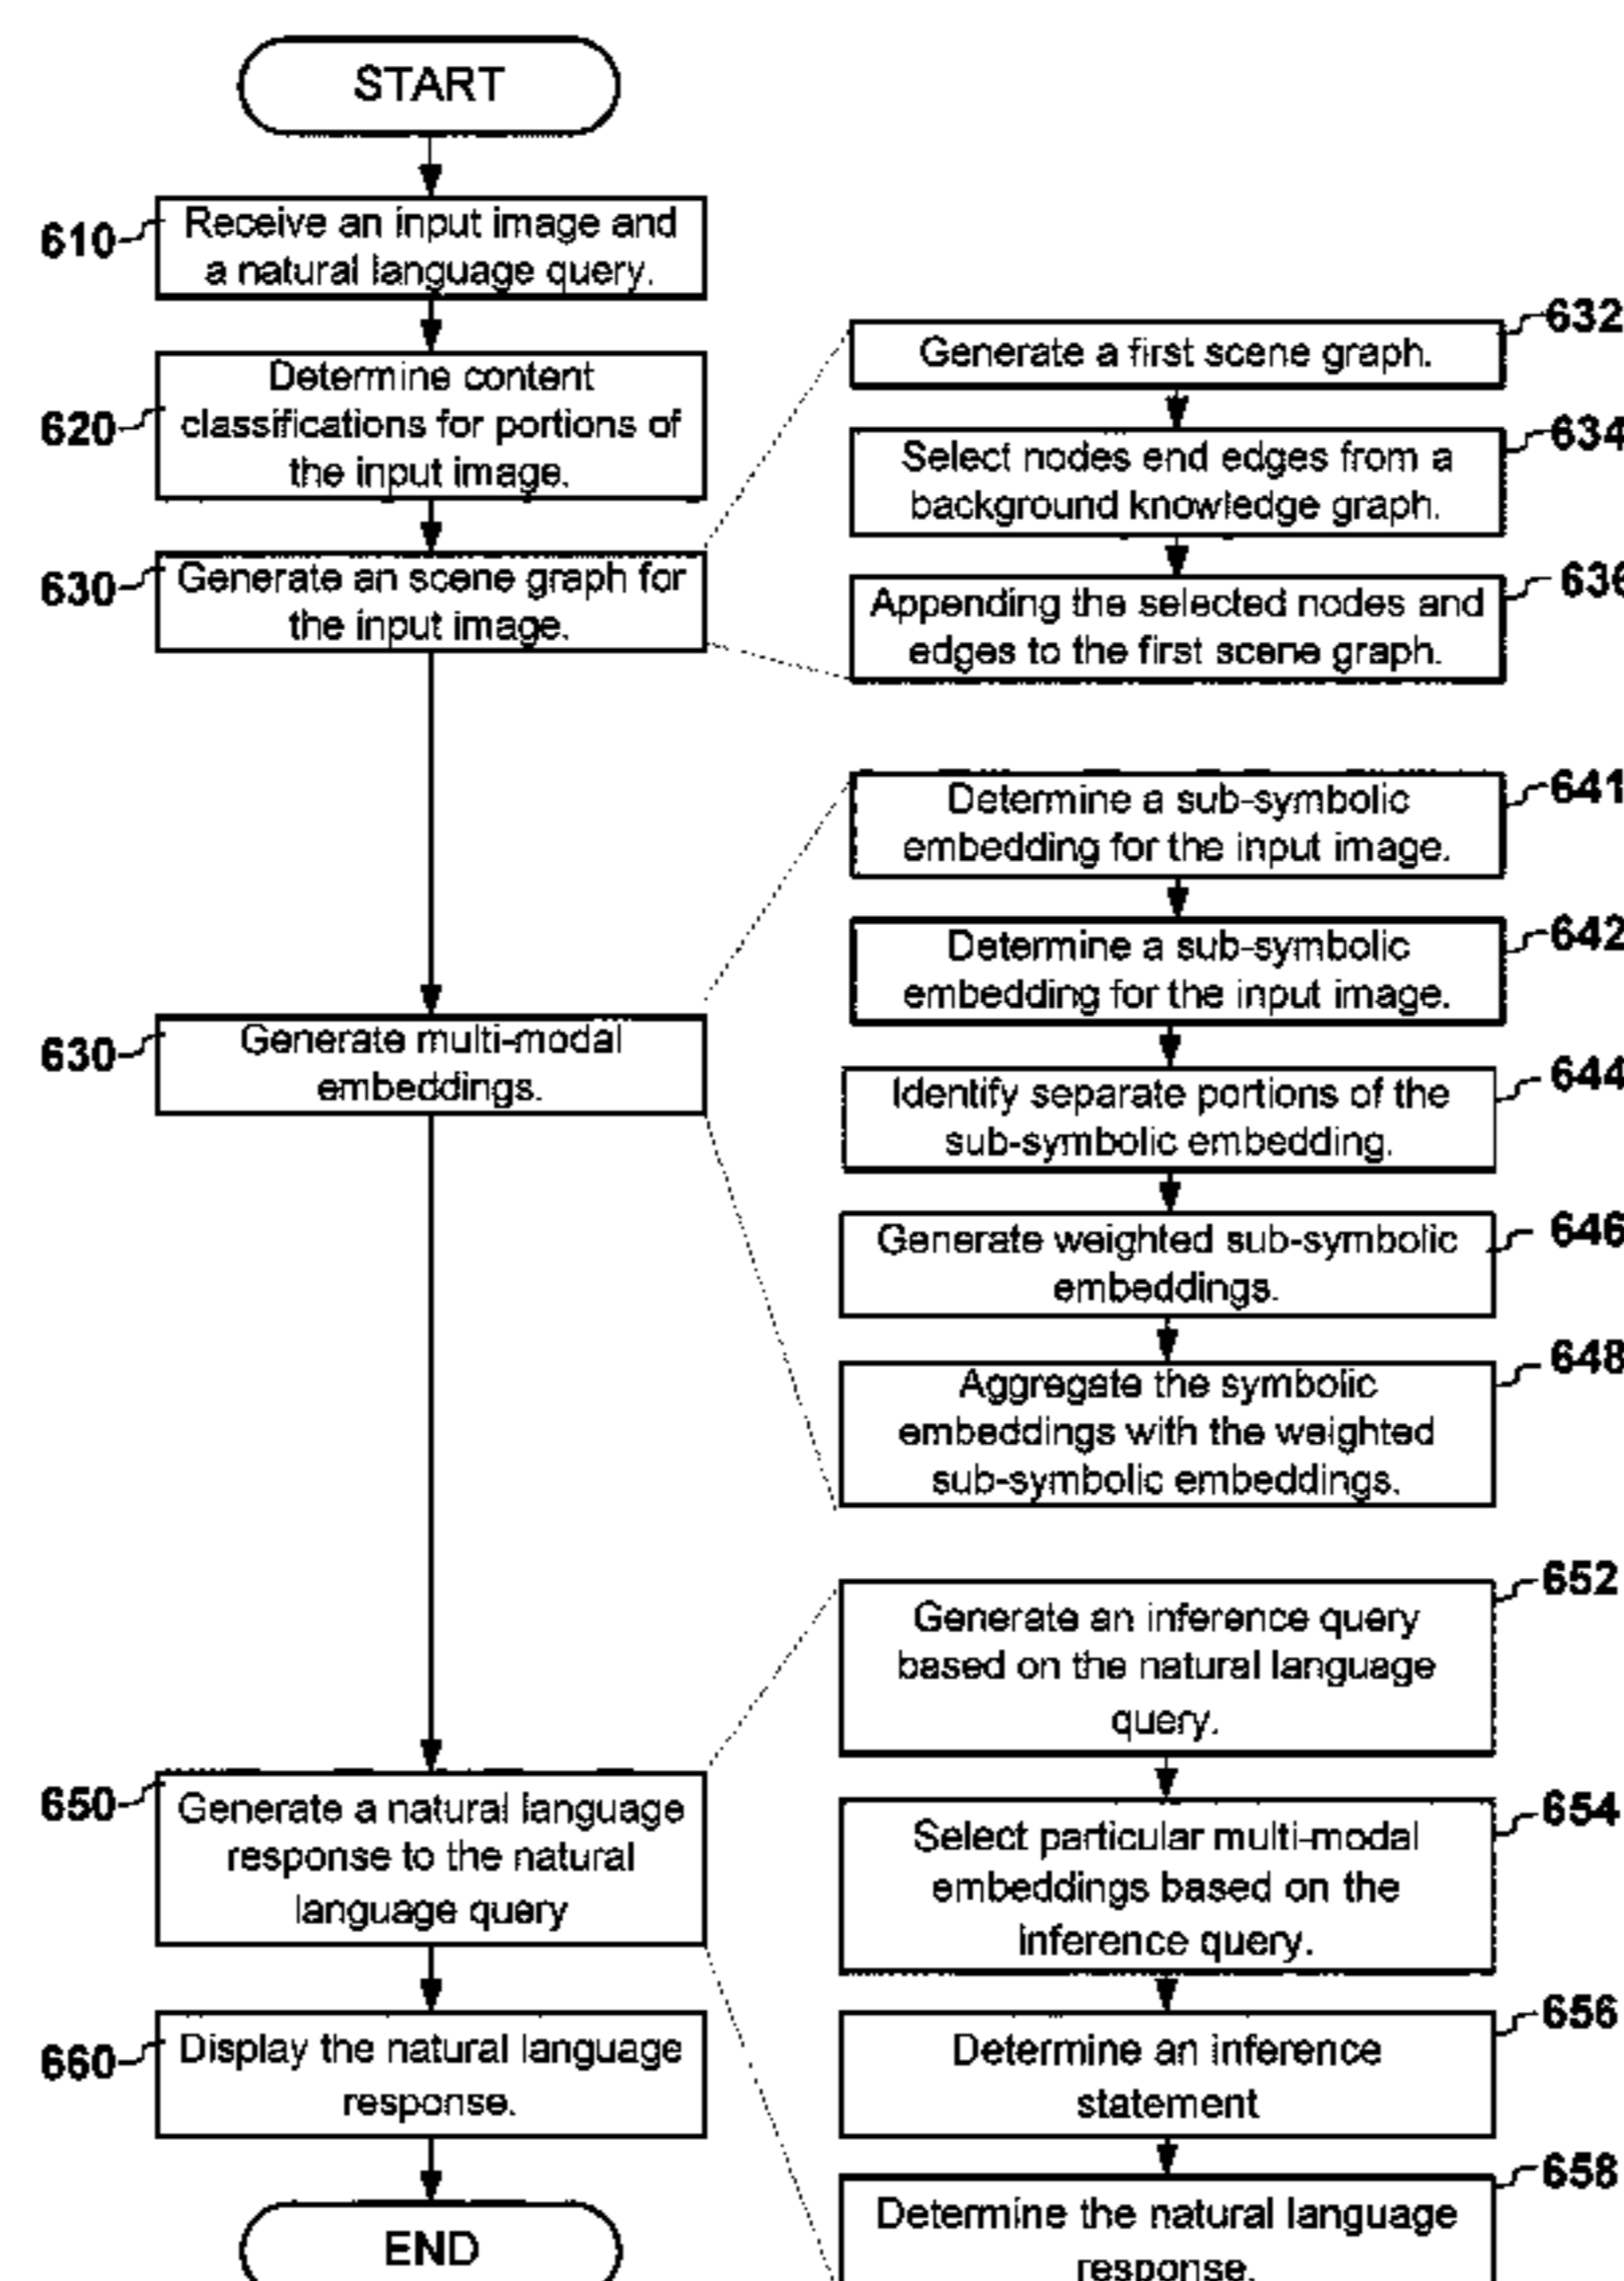 START
610
Receive an input image and
a natural language query.
620
Determine content
classifications for portions of
the input image.
630
Generate an scene graph for
the input image.
632
Generate a first scene graph.
634
Select nodes end edges from a
background knowledge graph.
636
Appending the selected nodes and
edges to the first scene graph.
641
Determine a sub-symbolic
embedding for the input image.
642
Determine a sub-symbolic
embedding for the input image.
630
Generate multi-modal
embeddings.
644
Identify separate portions of the
sub-symbolic embedding.
646
Generate weighted sub-symbolic
embeddings.
648
Aggregate the symbolic
embeddings with the weighted
sub-symbolic embeddings.
652
Generate an inference query
based on the natural language
query.
650
Generate a natural language
response to the natural
language query
654
Select particular multi-modal
embeddings based on the
inference query.
660
Display the natural language
response.
656
Determine an inference
statement
658
Determine the natural language
response.
END